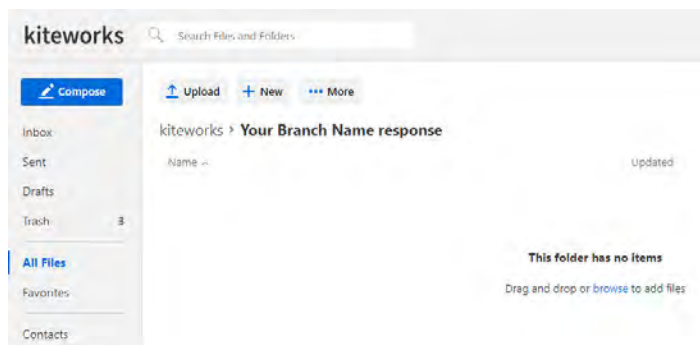 kiteworks
Search Files and Folders
Compose
Upload
New
More
Inbox
kiteworks > Your Branch Name response
Sent
Name
Updated
Drafts
Trash 3
All Files
This folder has no items
Favorites
Drag and drop or browse to add files
Contacts